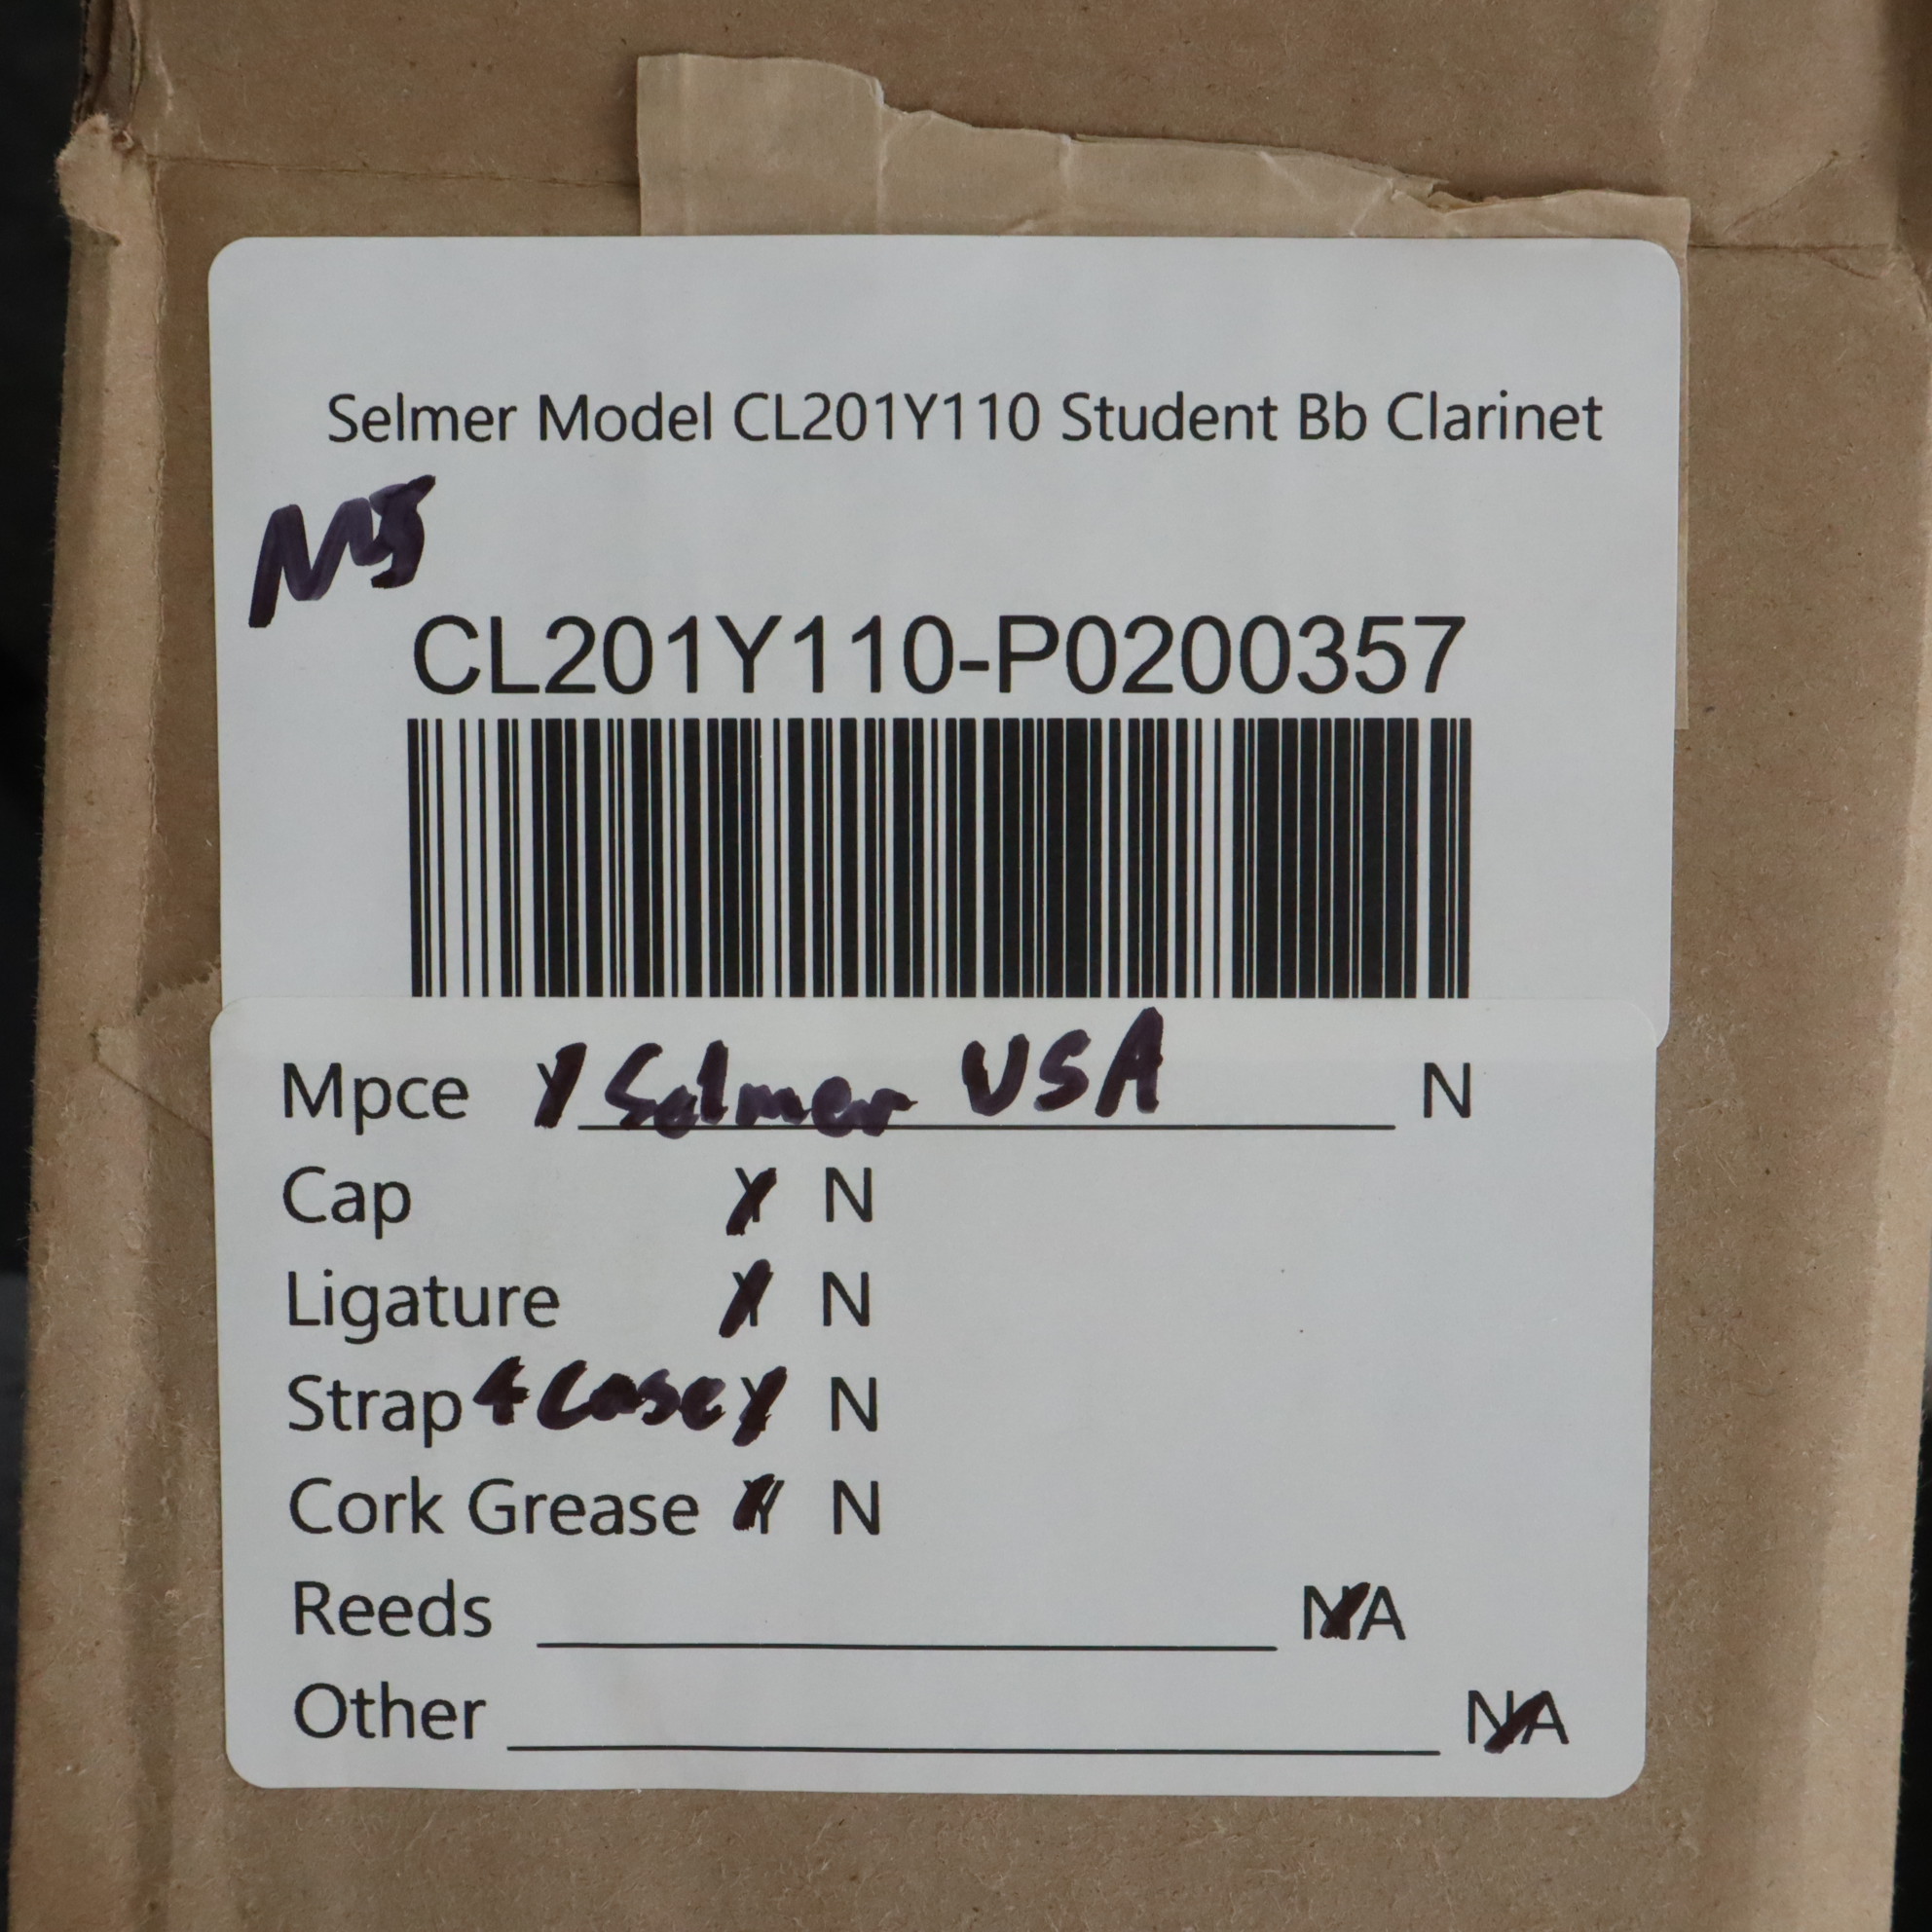 Selmer Model CL201Y110 Student Bb Clarinet
CL201Y110-P0200357
Mpce Y Selmer USA N
Cap Y N
Ligature Y N
Strap 4 Case Y N
Cork Grease Y N
Reeds NA
Other NA